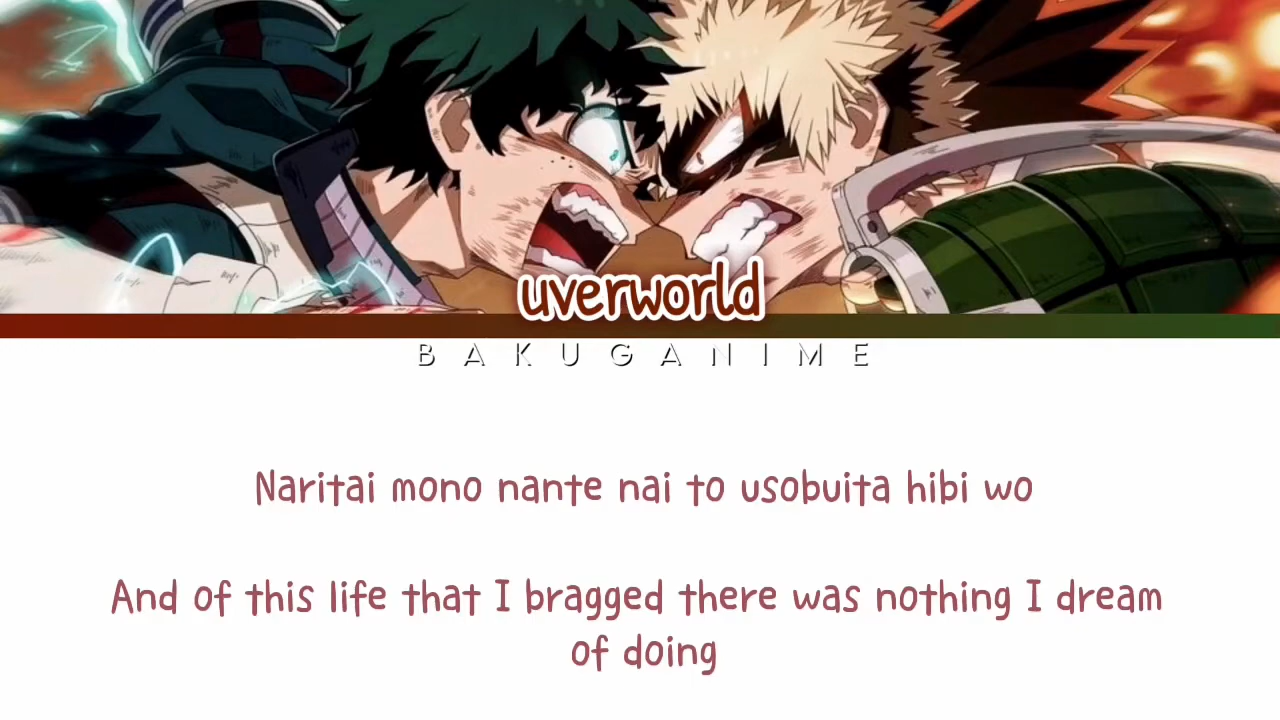 uverworld
BAKUGANIME
Naritai mono nante nai to usobuita hibi wo
And of this life that I bragged there was nothing I dream
of doing